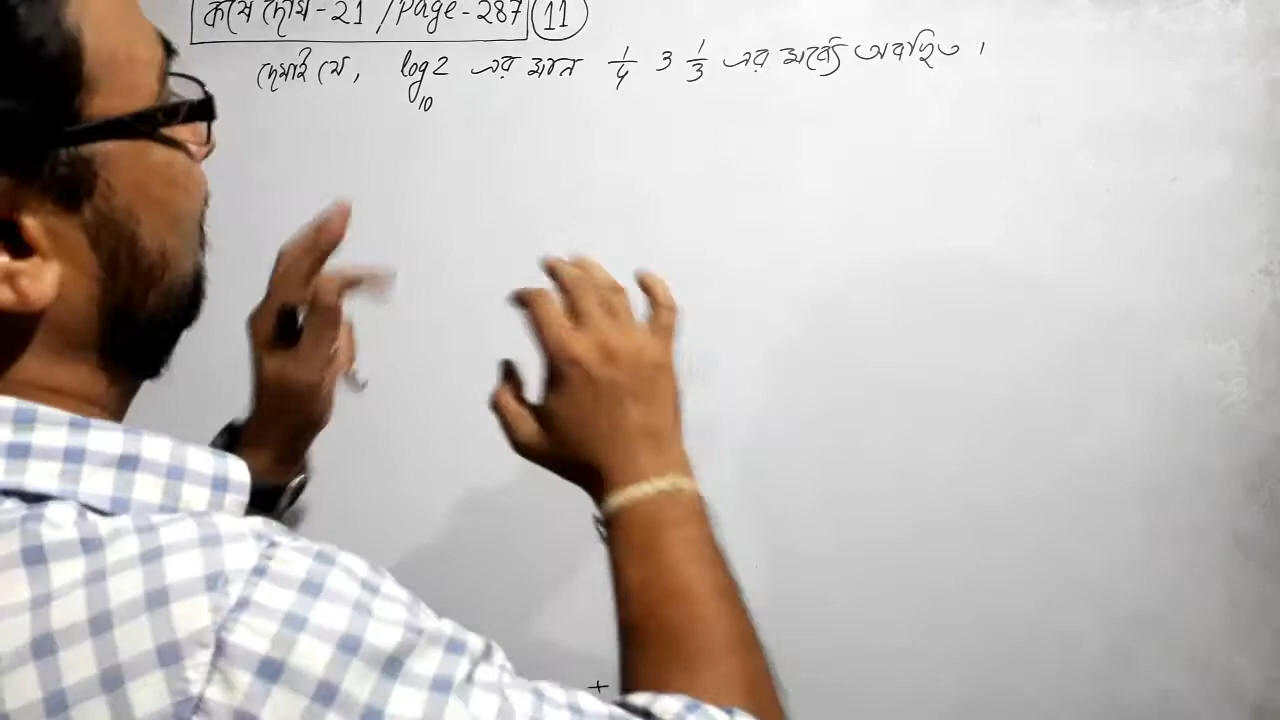 কষে দেখি - 21 / Page - 287 (11)
দেখাই যে, log₁₀2 এর মান 1/4 ও 1/3 এর মধ্যে অবস্থিত ।
+